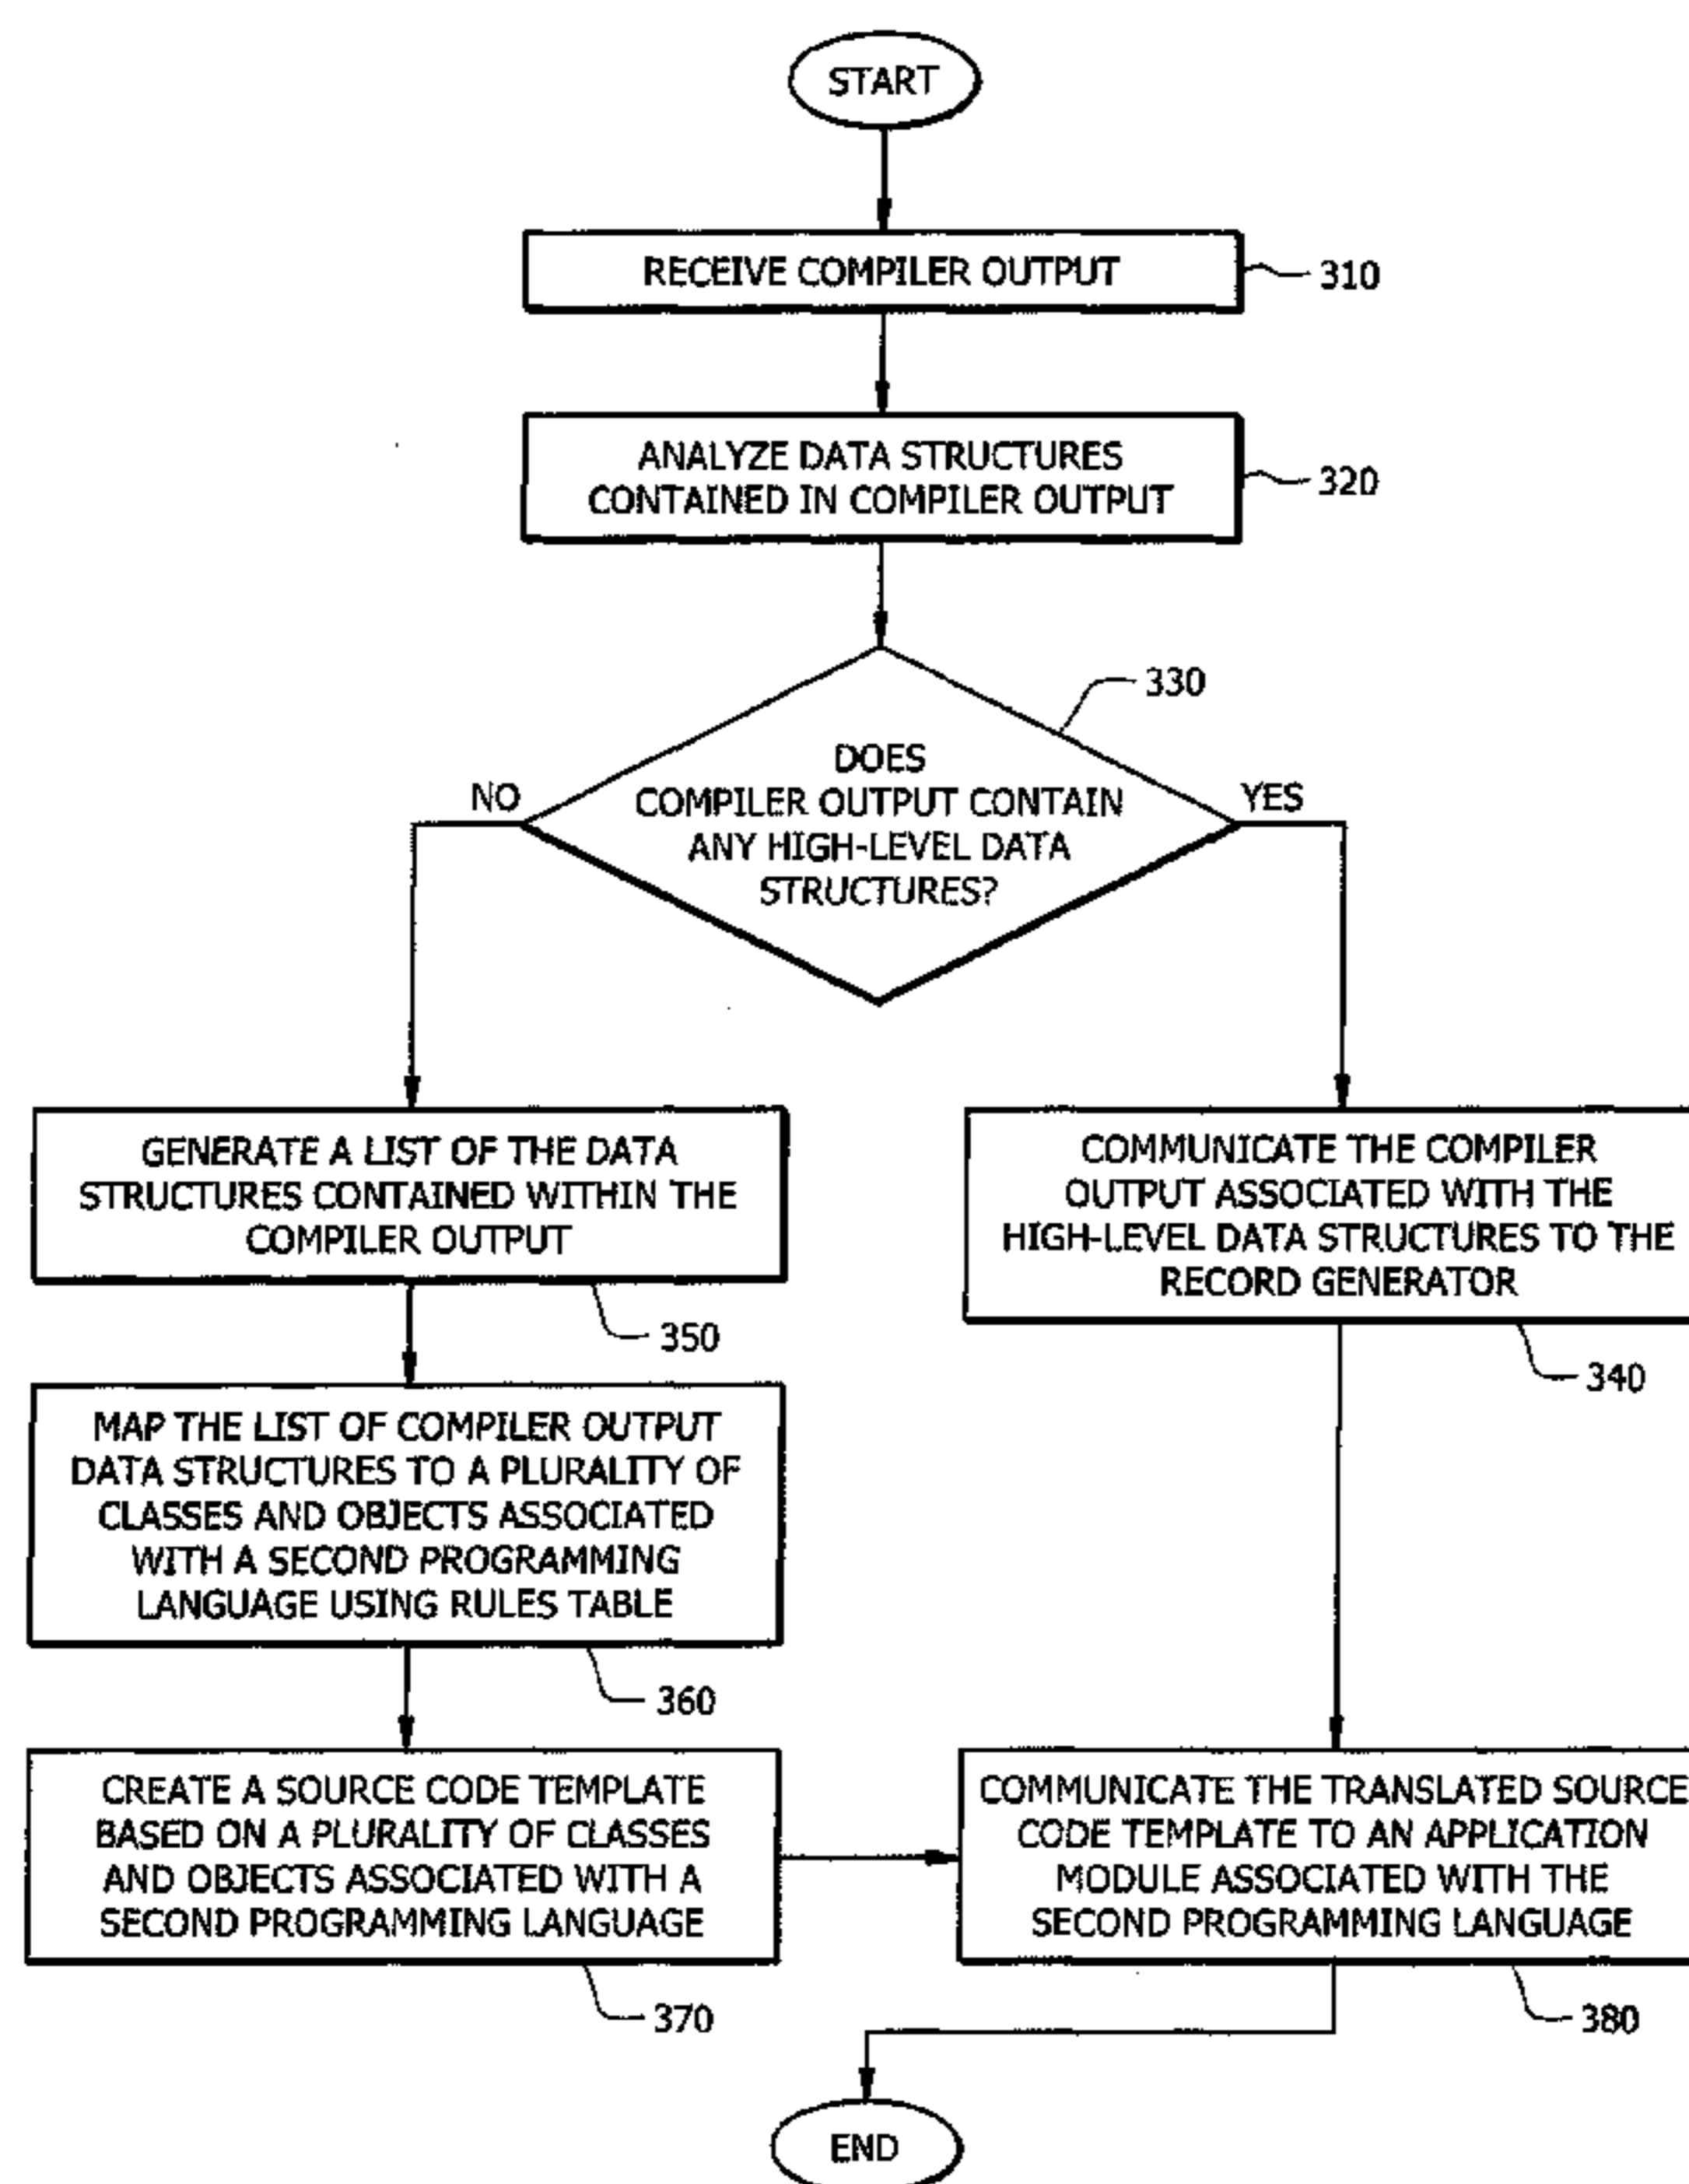 START
RECEIVE COMPILER OUTPUT
310
ANALYZE DATA STRUCTURES
CONTAINED IN COMPILER OUTPUT
320
330
DOES
COMPILER OUTPUT CONTAIN
ANY HIGH-LEVEL DATA
STRUCTURES?
NO
YES
GENERATE A LIST OF THE DATA
STRUCTURES CONTAINED WITHIN THE
COMPILER OUTPUT
350
COMMUNICATE THE COMPILER
OUTPUT ASSOCIATED WITH THE
HIGH-LEVEL DATA STRUCTURES TO THE
RECORD GENERATOR
340
MAP THE LIST OF COMPILER OUTPUT
DATA STRUCTURES TO A PLURALITY OF
CLASSES AND OBJECTS ASSOCIATED
WITH A SECOND PROGRAMMING
LANGUAGE USING RULES TABLE
360
CREATE A SOURCE CODE TEMPLATE
BASED ON A PLURALITY OF CLASSES
AND OBJECTS ASSOCIATED WITH A
SECOND PROGRAMMING LANGUAGE
370
COMMUNICATE THE TRANSLATED SOURCE
CODE TEMPLATE TO AN APPLICATION
MODULE ASSOCIATED WITH THE
SECOND PROGRAMMING LANGUAGE
380
END